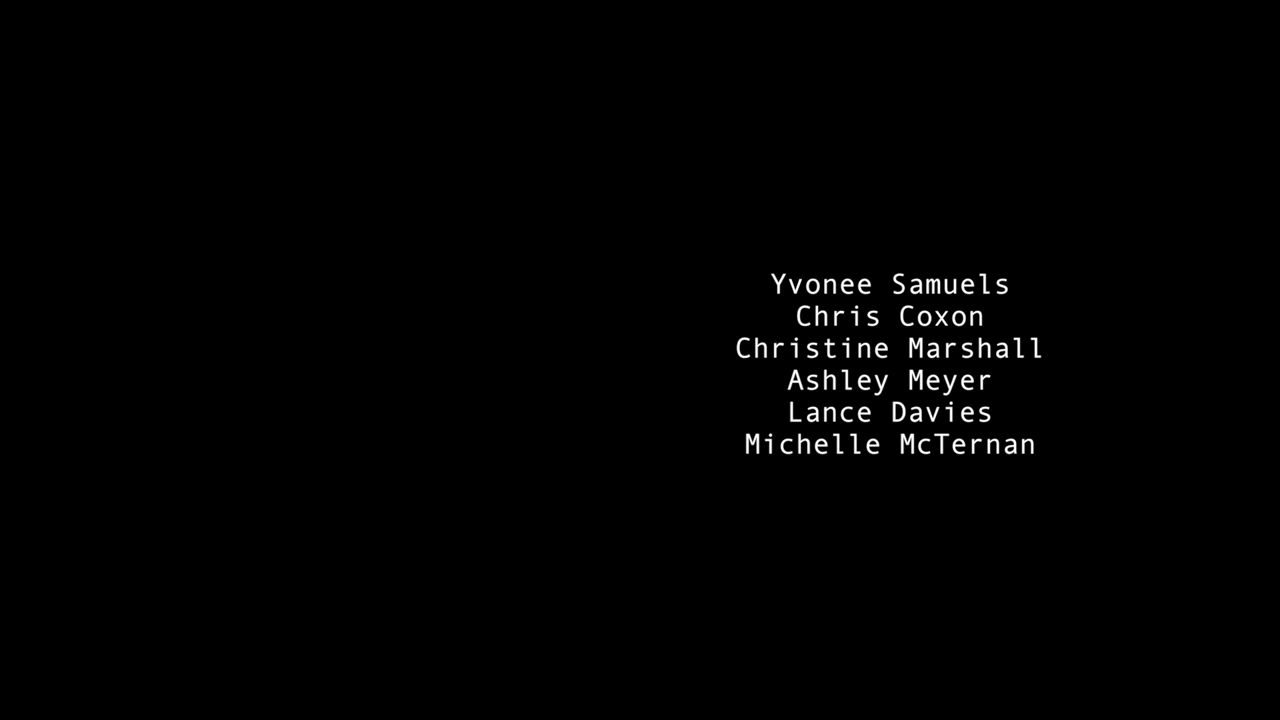 Yvonee Samuels
Chris Coxon
Christine Marshall
Ashley Meyer
Lance Davies
Michelle McTernan